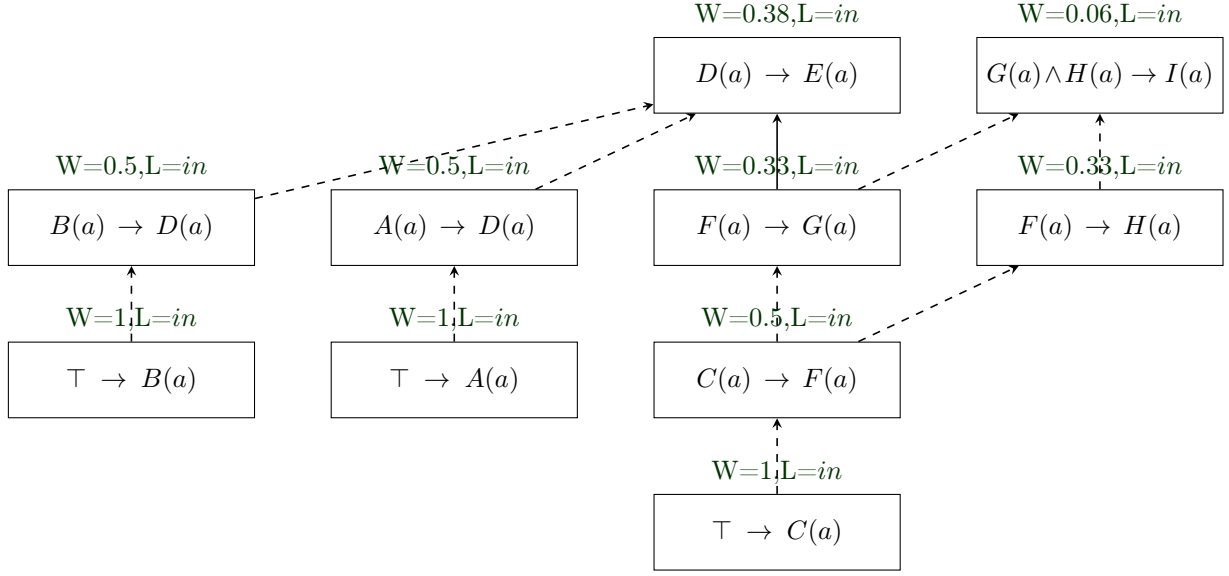 W=0.38,L=in
W=0.06,L=in
D(a) → E(a)
G(a)∧H(a) → I(a)
W=0.5,L=in
W=0.5,L=in
W=0.33,L=in
W=0.33,L=in
B(a) → D(a)
A(a) → D(a)
F(a) → G(a)
F(a) → H(a)
W=1,L=in
W=1,L=in
W=0.5,L=in
⊤ → B(a)
⊤ → A(a)
C(a) → F(a)
W=1,L=in
⊤ → C(a)